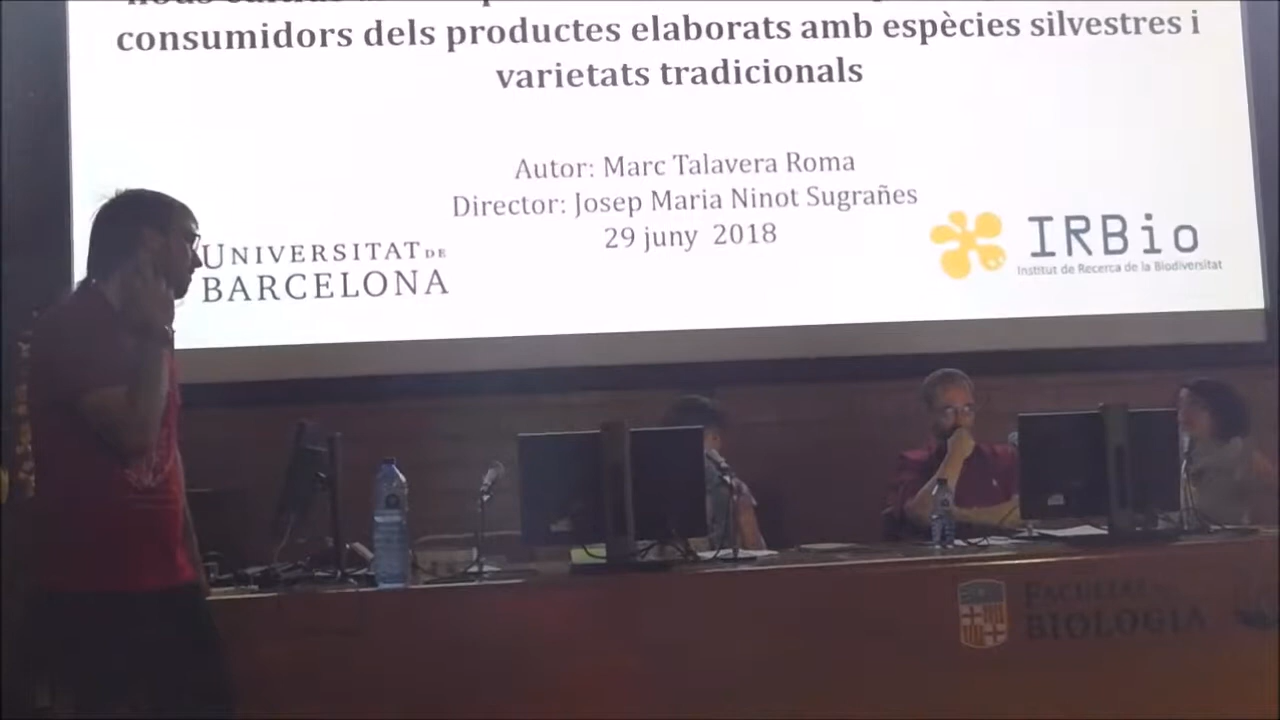 consumidors dels productes elaborats amb espècies silvestres i
varietats tradicionals
Autor: Marc Talavera Roma
Director: Josep Maria Ninot Sugrañes
29 juny 2018
UNIVERSITAT DE
BARCELONA
IRBio
Institut de Recerca de la Biodiversitat
BIOLOGIA